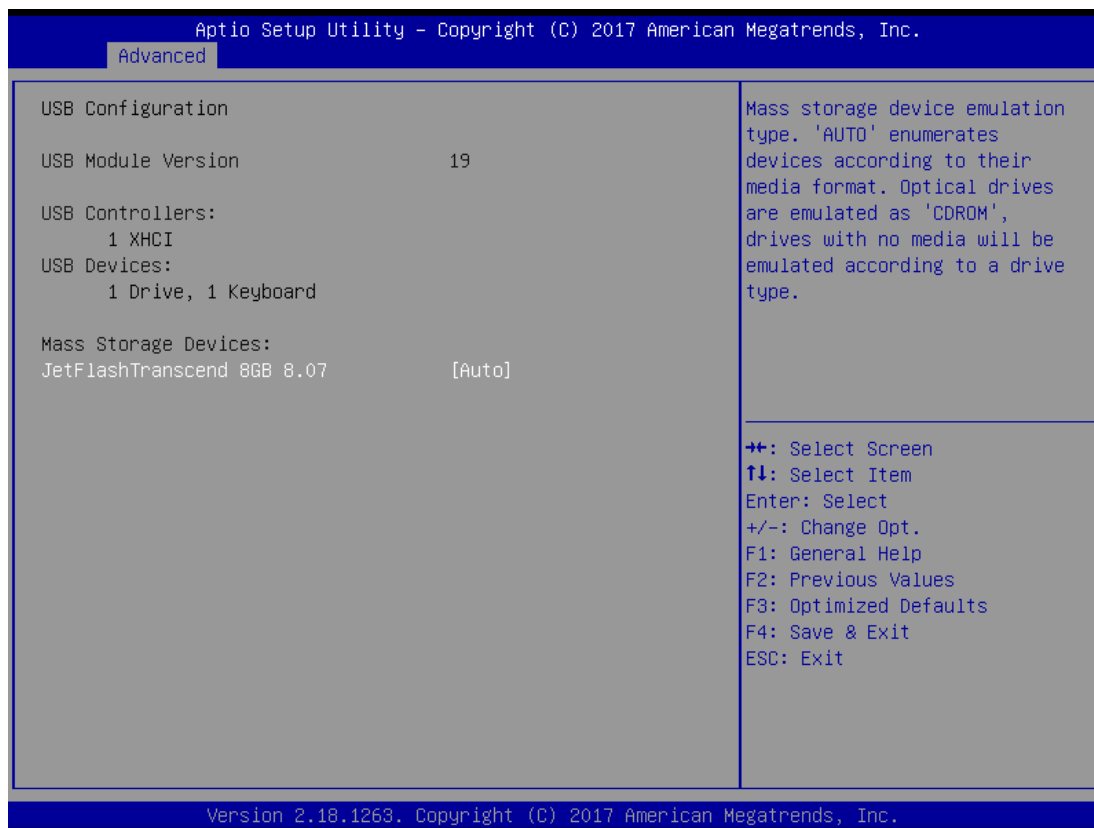 Aptio Setup Utility – Copyright (C) 2017 American Megatrends, Inc.
Advanced
USB Configuration
USB Module Version 19
USB Controllers:
1 XHCI
USB Devices:
1 Drive, 1 Keyboard
Mass Storage Devices:
JetFlashTranscend 8GB 8.07 [Auto]
Mass storage device emulation
type. 'AUTO' enumerates
devices according to their
media format. Optical drives
are emulated as 'CDROM',
drives with no media will be
emulated according to a drive
type.
→←: Select Screen
↑↓: Select Item
Enter: Select
+/-: Change Opt.
F1: General Help
F2: Previous Values
F3: Optimized Defaults
F4: Save & Exit
ESC: Exit
Version 2.18.1263. Copyright (C) 2017 American Megatrends, Inc.